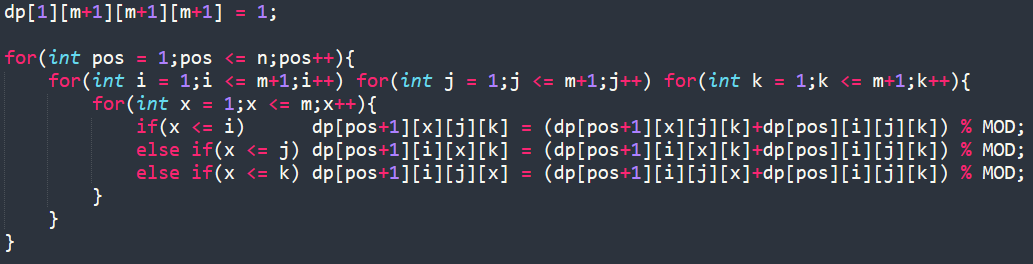 dp[1][m+1][m+1][m+1] = 1;
for(int pos = 1;pos <= n;pos++){
for(int i = 1;i <= m+1;i++) for(int j = 1;j <= m+1;j++) for(int k = 1;k <= m+1;k++){
for(int x = 1;x <= m;x++){
if(x <= i)      dp[pos+1][x][j][k] = (dp[pos+1][x][j][k]+dp[pos][i][j][k]) % MOD;
else if(x <= j) dp[pos+1][i][x][k] = (dp[pos+1][i][x][k]+dp[pos][i][j][k]) % MOD;
else if(x <= k) dp[pos+1][i][j][x] = (dp[pos+1][i][j][x]+dp[pos][i][j][k]) % MOD;
}
}
}